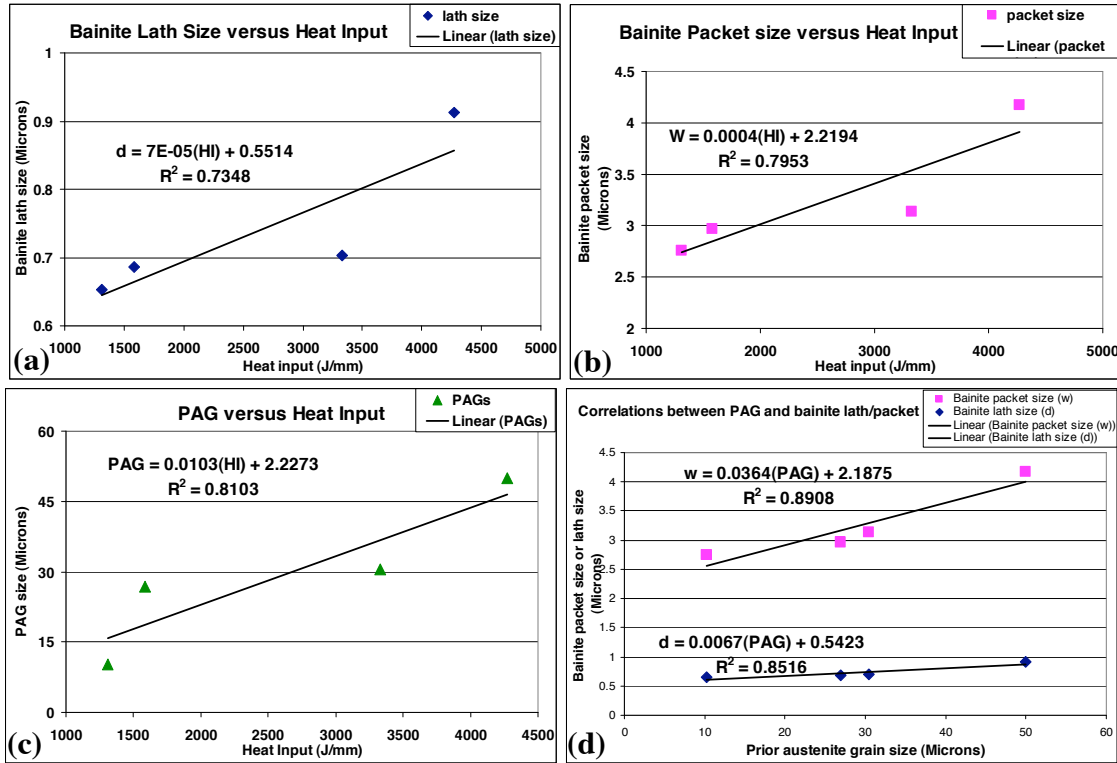 Bainite Lath Size versus Heat Input
lath size
Linear (lath size)
1
0.9
0.8
0.7
0.6
Bainite lath size (Microns)
d = 7E-05(HI) + 0.5514
R² = 0.7348
1000 1500 2000 2500 3000 3500 4000 4500 5000
Heat input (J/mm)
(a)
Bainite Packet size versus Heat Input
packet size
Linear (packet
4.5
4
3.5
3
2.5
2
Bainite packet size
(Microns)
W = 0.0004(HI) + 2.2194
R² = 0.7953
1000 2000 3000 4000 5000
Heat input (J/mm)
(b)
PAG versus Heat Input
PAGs
Linear (PAGs)
60
45
30
15
0
PAG size (Microns)
PAG = 0.0103(HI) + 2.2273
R² = 0.8103
1000 1500 2000 2500 3000 3500 4000 4500
Heat Input (J/mm)
(c)
Correlations between PAG and bainite lath/packet
Bainite packet size (w)
Bainite lath size (d)
Linear (Bainite packet size (w))
Linear (Bainite lath size (d))
4.5
4
3.5
3
2.5
2
1.5
1
0.5
0
Bainite packet size or lath size
(Microns)
w = 0.0364(PAG) + 2.1875
R² = 0.8908
d = 0.0067(PAG) + 0.5423
R² = 0.8516
0 10 20 30 40 50 60
Prior austenite grain size (Microns)
(d)